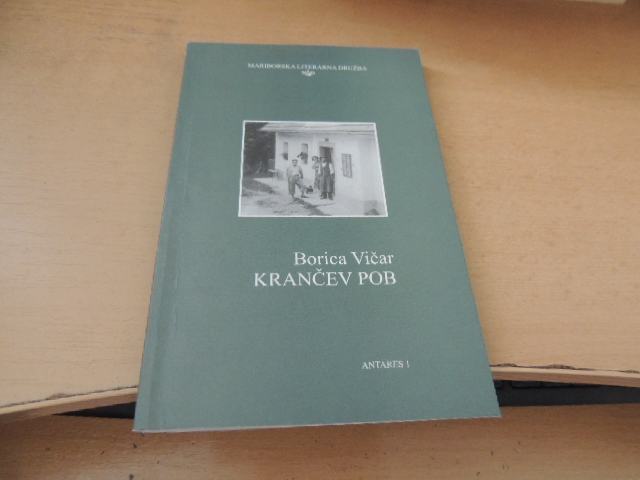 MARIBORSKA LITERARNA DRUŽBA
Borica Vičar
KRANČEV POB
ANTARES 1